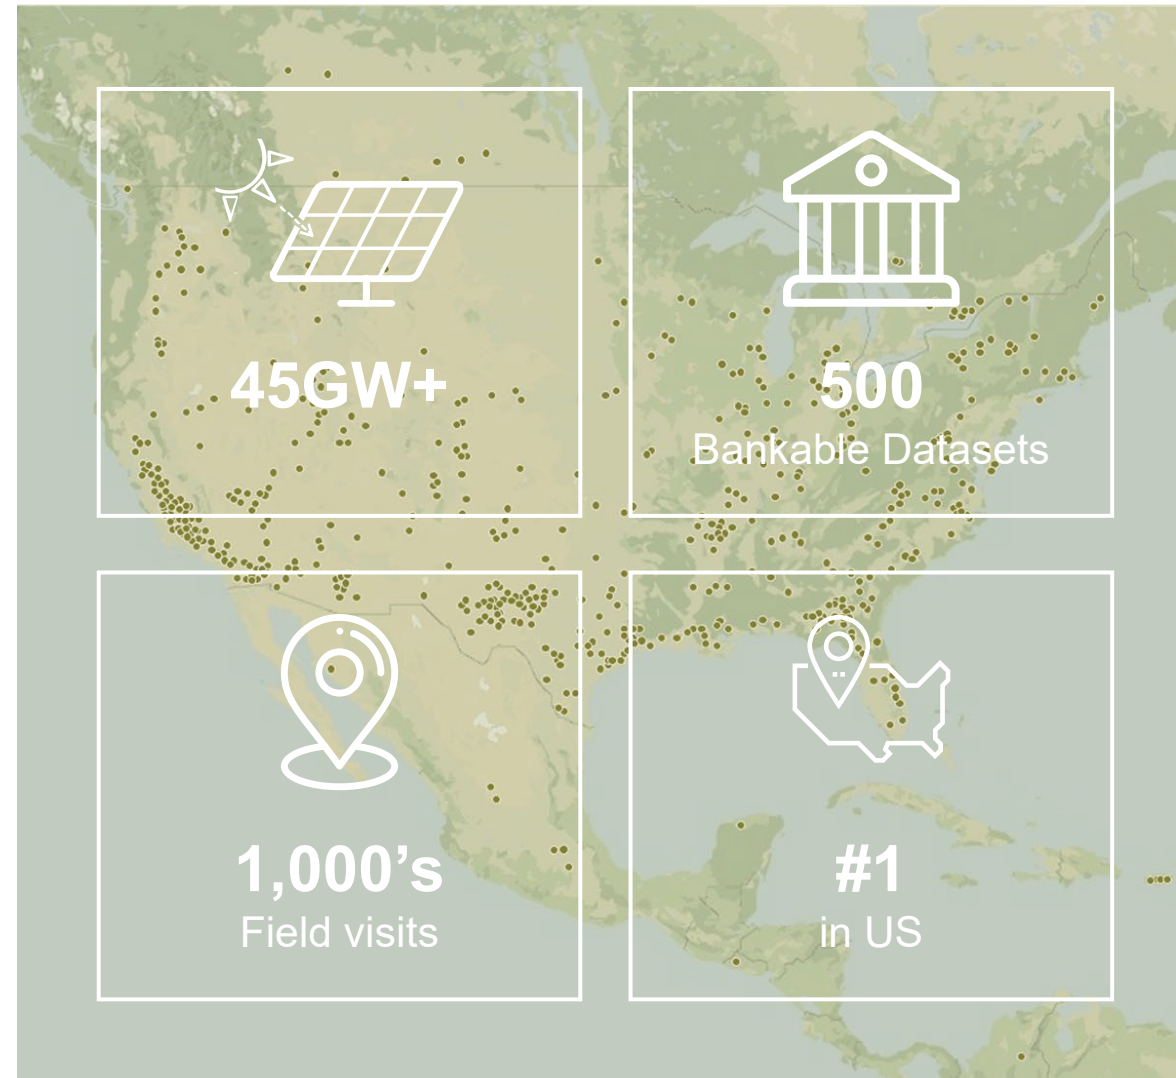 45GW+
500
Bankable Datasets
1,000’s
Field visits
#1
in US